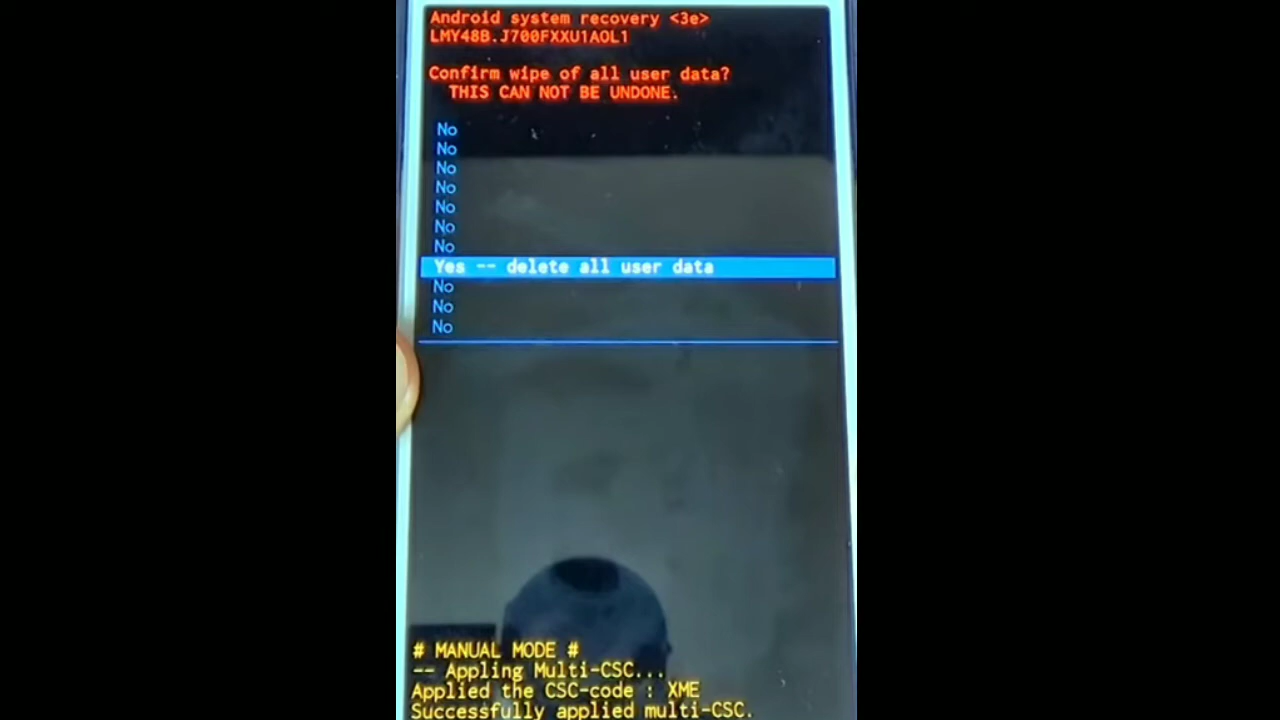 Android system recovery <3e>
LMY48B.J700FXXU1AOL1
Confirm wipe of all user data?
THIS CAN NOT BE UNDONE.
No
No
No
No
No
No
No
Yes -- delete all user data
No
No
No
# MANUAL MODE #
-- Appling Multi-CSC...
Applied the CSC-code : XME
Successfully applied multi-CSC.